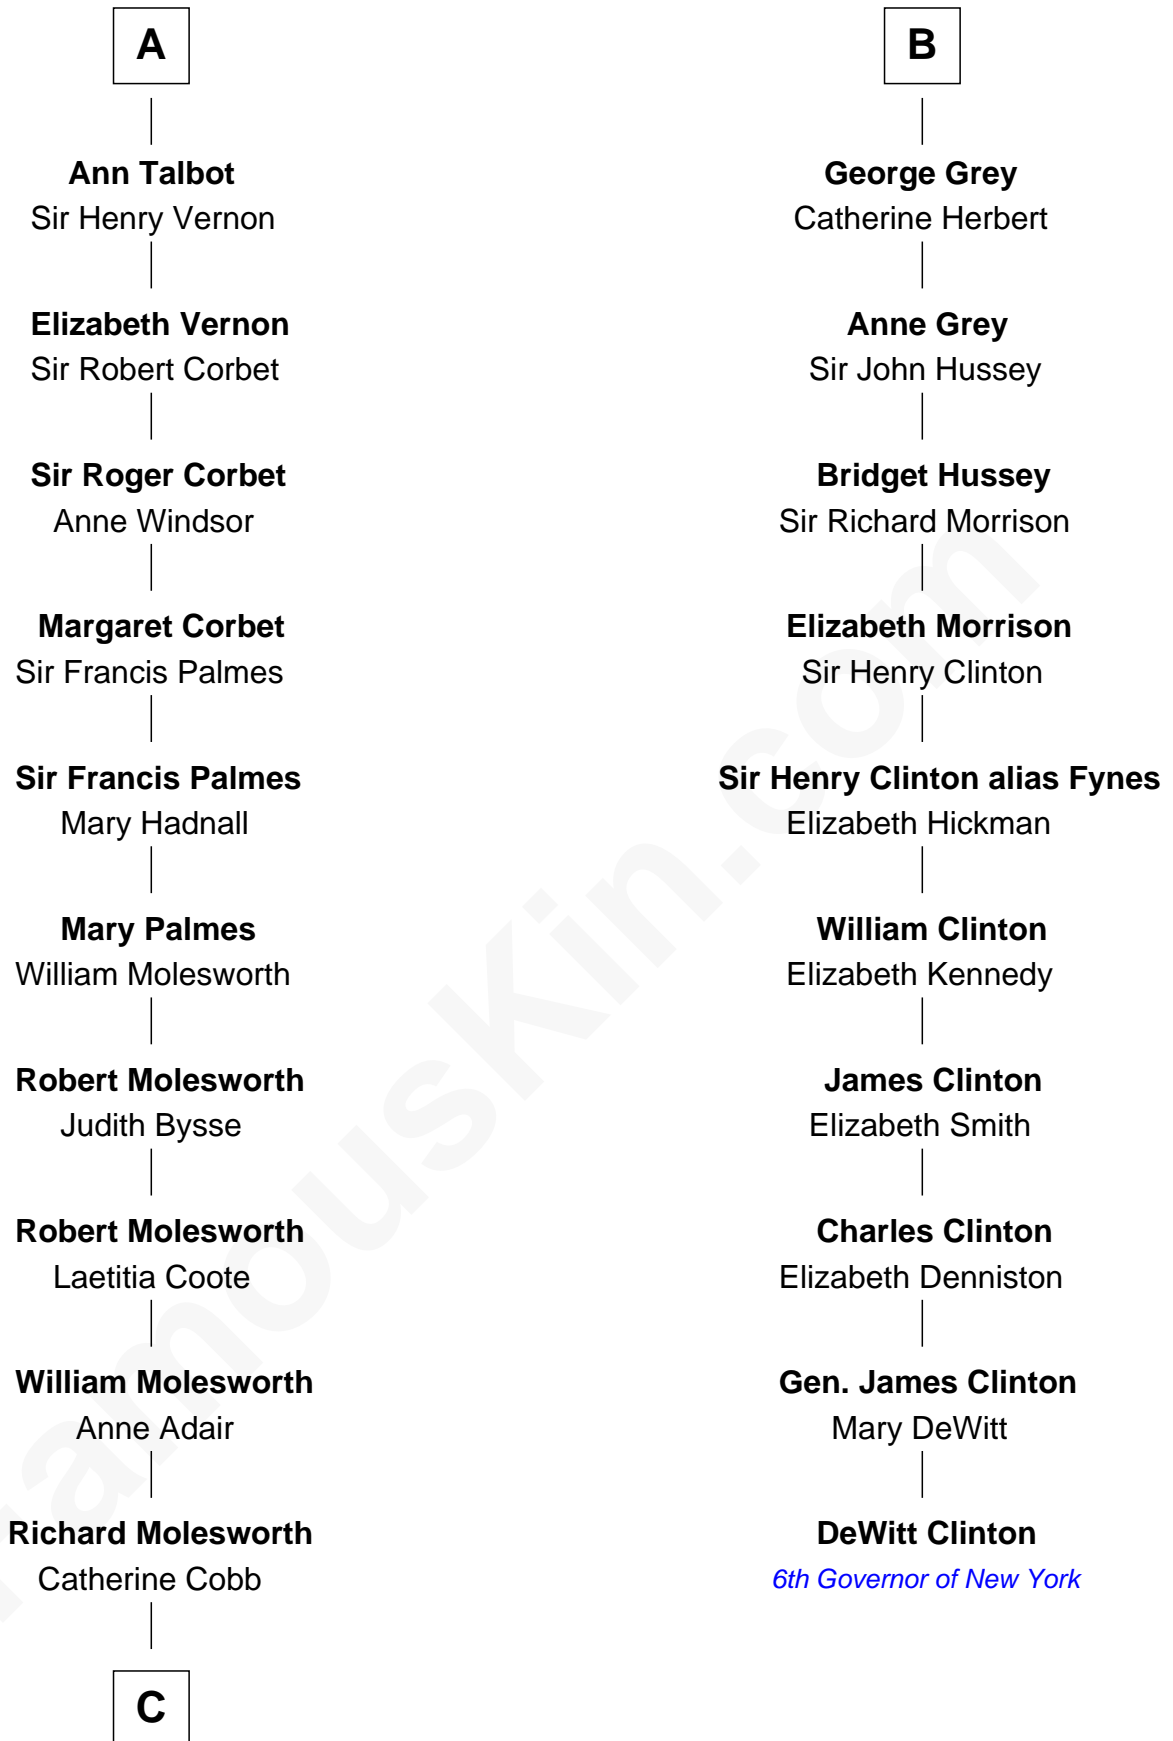 A
Ann Talbot
Sir Henry Vernon
Elizabeth Vernon
Sir Robert Corbet
Sir Roger Corbet
Anne Windsor
Margaret Corbet
Sir Francis Palmes
Sir Francis Palmes
Mary Hadnall
Mary Palmes
William Molesworth
Robert Molesworth
Judith Bysse
Robert Molesworth
Laetitia Coote
William Molesworth
Anne Adair
Richard Molesworth
Catherine Cobb
C
B
George Grey
Catherine Herbert
Anne Grey
Sir John Hussey
Bridget Hussey
Sir Richard Morrison
Elizabeth Morrison
Sir Henry Clinton
Sir Henry Clinton alias Fynes
Elizabeth Hickman
William Clinton
Elizabeth Kennedy
James Clinton
Elizabeth Smith
Charles Clinton
Elizabeth Denniston
Gen. James Clinton
Mary DeWitt
DeWitt Clinton
6th Governor of New York
FamousKin.com